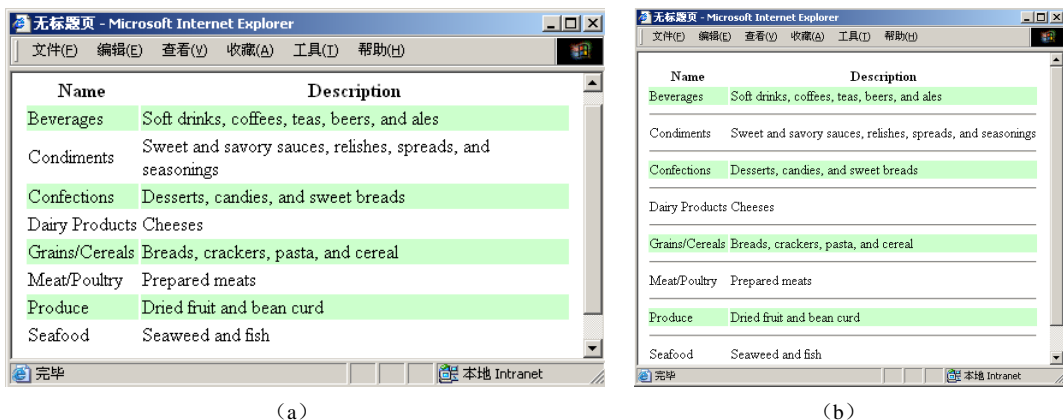 无标题页 - Microsoft Internet Explorer
文件(F) 编辑(E) 查看(V) 收藏(A) 工具(T) 帮助(H)
Name Description
Beverages Soft drinks, coffees, teas, beers, and ales
Condiments Sweet and savory sauces, relishes, spreads, and
seasonings
Confections Desserts, candies, and sweet breads
Dairy Products Cheeses
Grains/Cereals Breads, crackers, pasta, and cereal
Meat/Poultry Prepared meats
Produce Dried fruit and bean curd
Seafood Seaweed and fish
完毕 本地 Intranet
（a）
无标题页 - Microsoft Internet Explorer
文件(F) 编辑(E) 查看(V) 收藏(A) 工具(T) 帮助(H)
Name Description
Beverages Soft drinks, coffees, teas, beers, and ales
Condiments Sweet and savory sauces, relishes, spreads, and seasonings
Confections Desserts, candies, and sweet breads
Dairy Products Cheeses
Grains/Cereals Breads, crackers, pasta, and cereal
Meat/Poultry Prepared meats
Produce Dried fruit and bean curd
Seafood Seaweed and fish
完毕 本地 Intranet
（b）